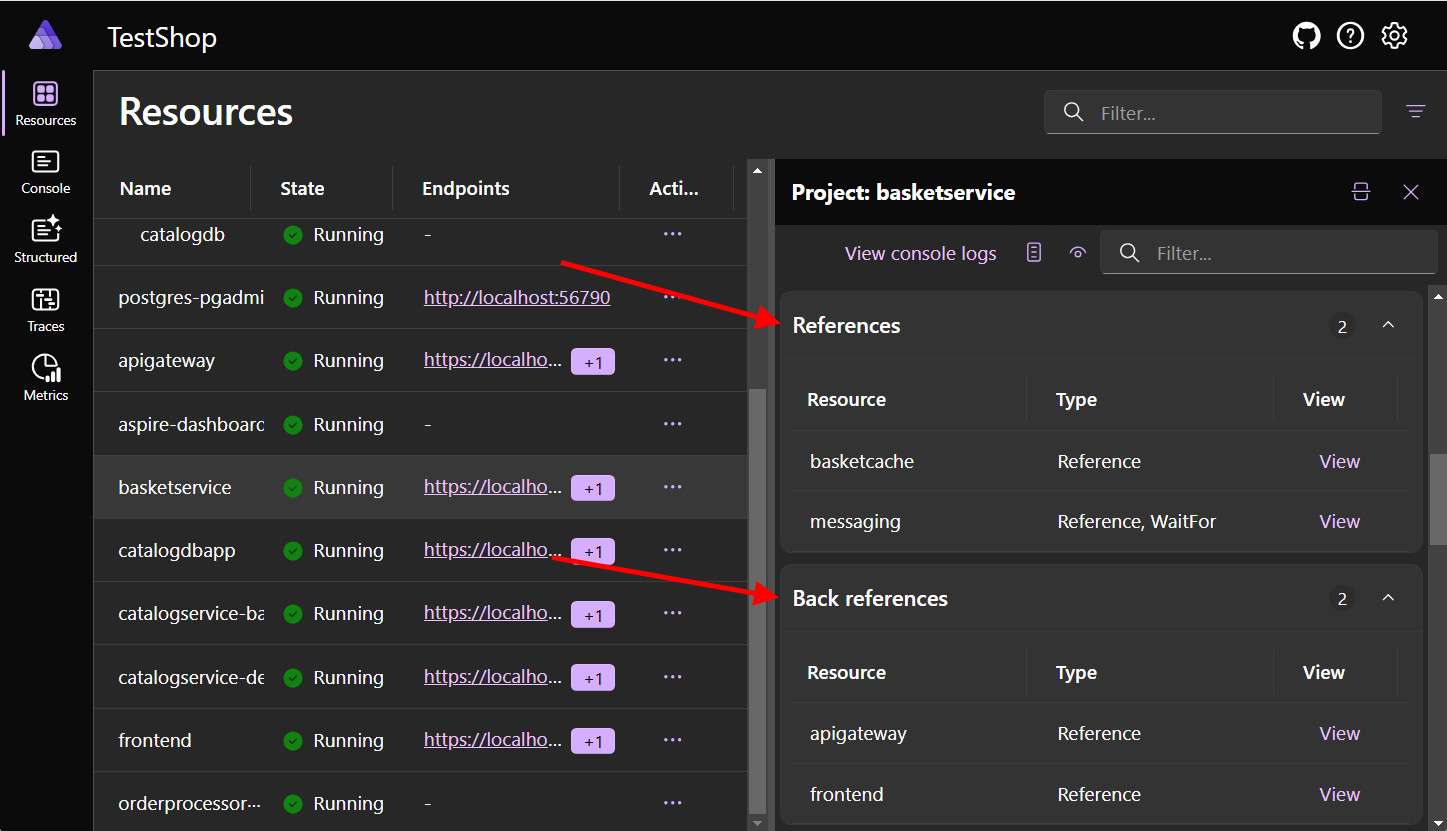 TestShop
Resources
Console
Structured
Traces
Metrics
Resources
Filter...
Name State Endpoints Acti...
catalogdb Running - ...
postgres-pgadmi Running http://localhost:56790 ...
apigateway Running https://localho... +1 ...
aspire-dashboard Running - ...
basketservice Running https://localho... +1 ...
catalogdbapp Running https://localho... +1 ...
catalogservice-ba Running https://localho... +1 ...
catalogservice-de Running https://localho... +1 ...
frontend Running https://localho... +1 ...
orderprocessor... Running - ...
Project: basketservice
View console logs Filter...
References 2
Resource Type View
basketcache Reference View
messaging Reference, WaitFor View
Back references 2
Resource Type View
apigateway Reference View
frontend Reference View